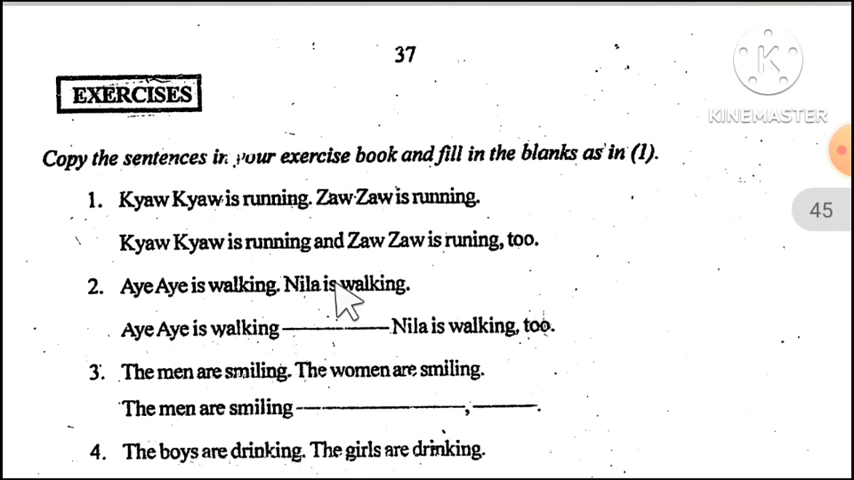 37
KINEMASTER
EXERCISES
Copy the sentences in your exercise book and fill in the blanks as in (1).
1. Kyaw Kyaw is running. Zaw Zaw is running.
45
Kyaw Kyaw is running and Zaw Zaw is runing, too.
2. Aye Aye is walking. Nila is walking.
Aye Aye is walking ________ Nila is walking, too.
3. The men are smiling. The women are smiling.
The men are smiling ____________, _____.
4. The boys are drinking. The girls are drinking.